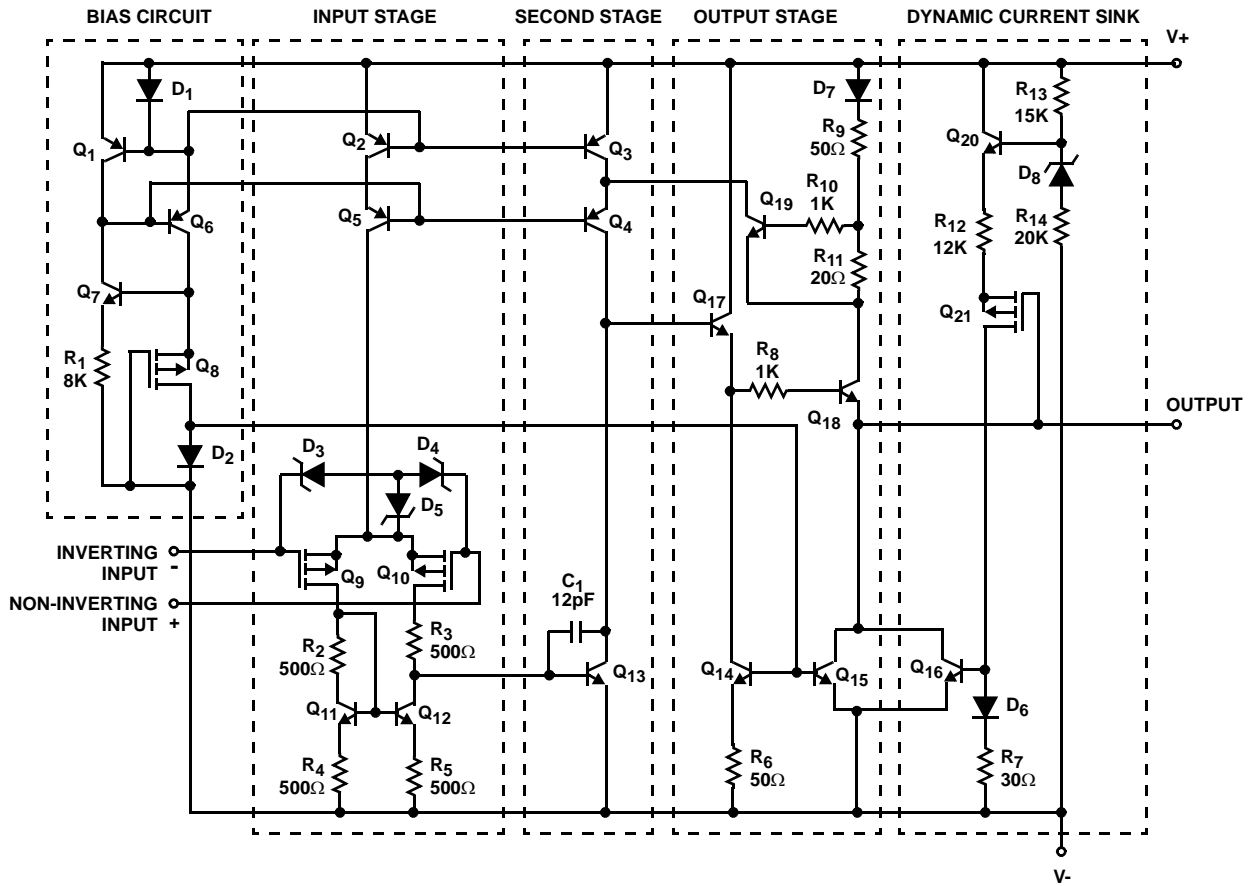 BIAS CIRCUIT
INPUT STAGE
SECOND STAGE
OUTPUT STAGE
DYNAMIC CURRENT SINK
V+
D1
Q1
Q6
Q7
R1
8K
Q8
D2
Q2
Q5
D3
D4
D5
INVERTING
INPUT -
NON-INVERTING
INPUT +
Q9
Q10
R2
500Ω
R3
500Ω
Q11
Q12
R4
500Ω
R5
500Ω
Q3
Q4
C1
12pF
Q13
D7
R9
50Ω
R10
1K
Q19
R11
20Ω
Q17
R8
1K
Q18
Q14
Q15
R6
50Ω
R13
15K
Q20
D8
R12
12K
R14
20K
Q21
OUTPUT
Q16
D6
R7
30Ω
V-